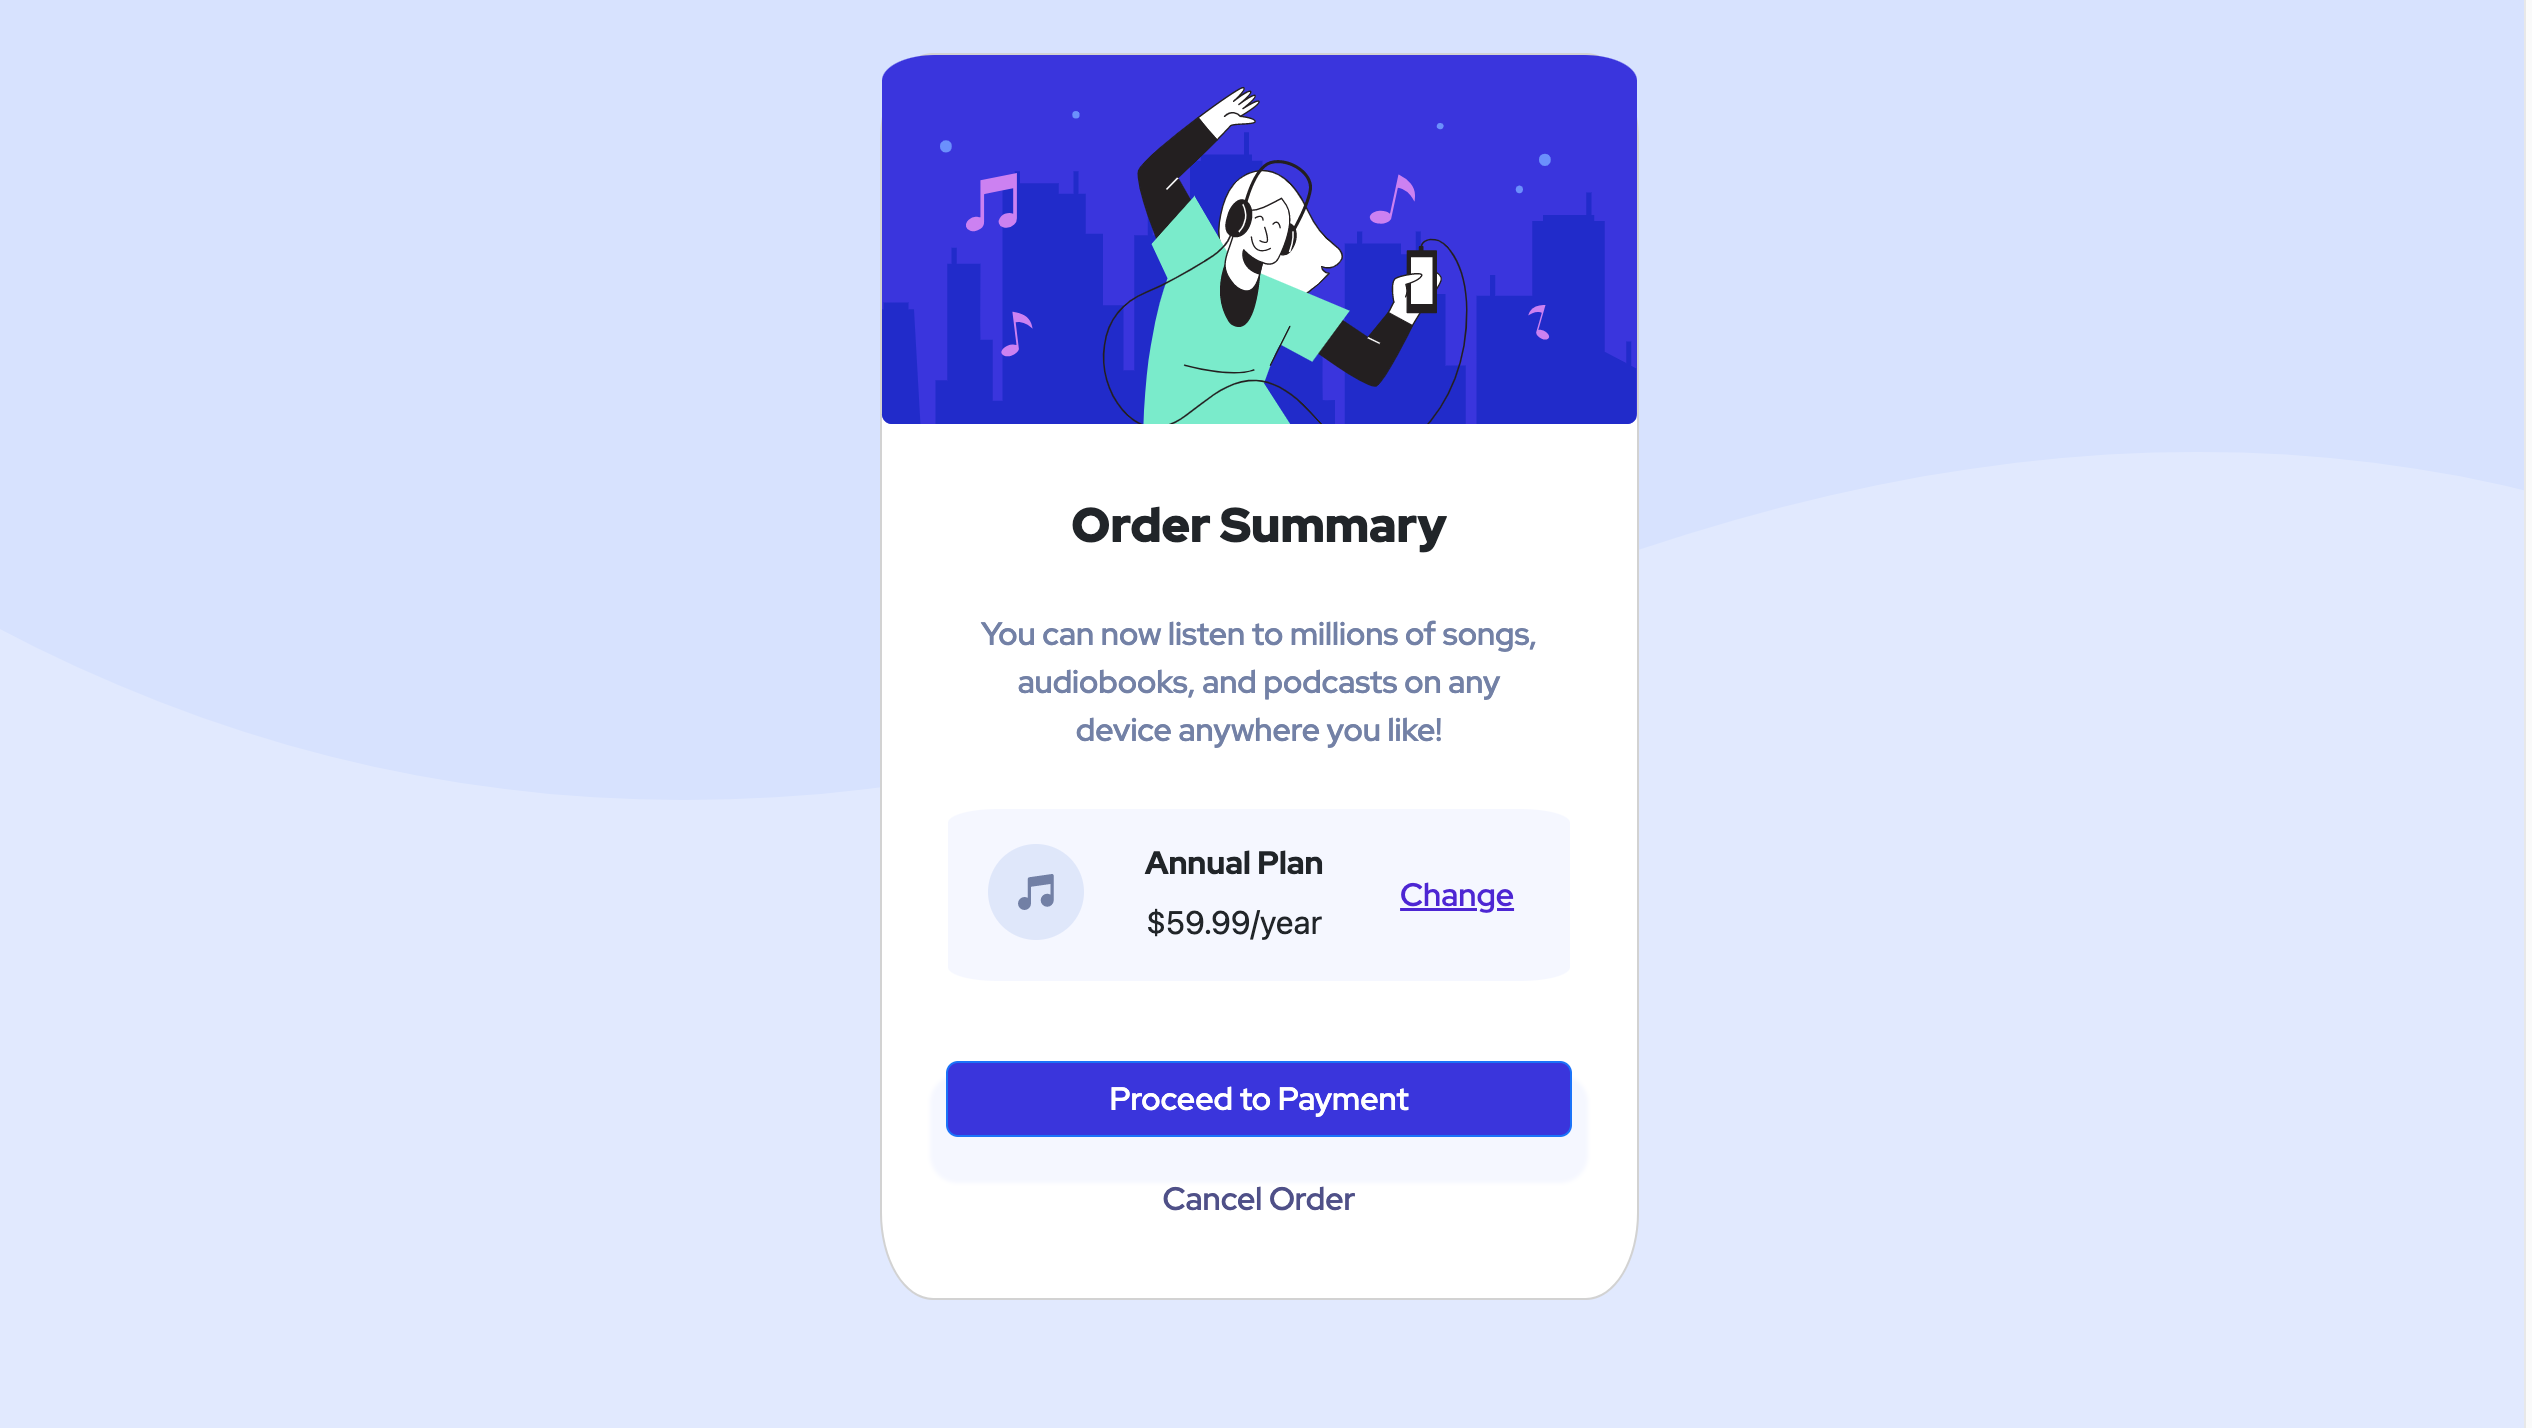 Order Summary
You can now listen to millions of songs,
audiobooks, and podcasts on any
device anywhere you like!
Annual Plan
$59.99/year
Change
Proceed to Payment
Cancel Order